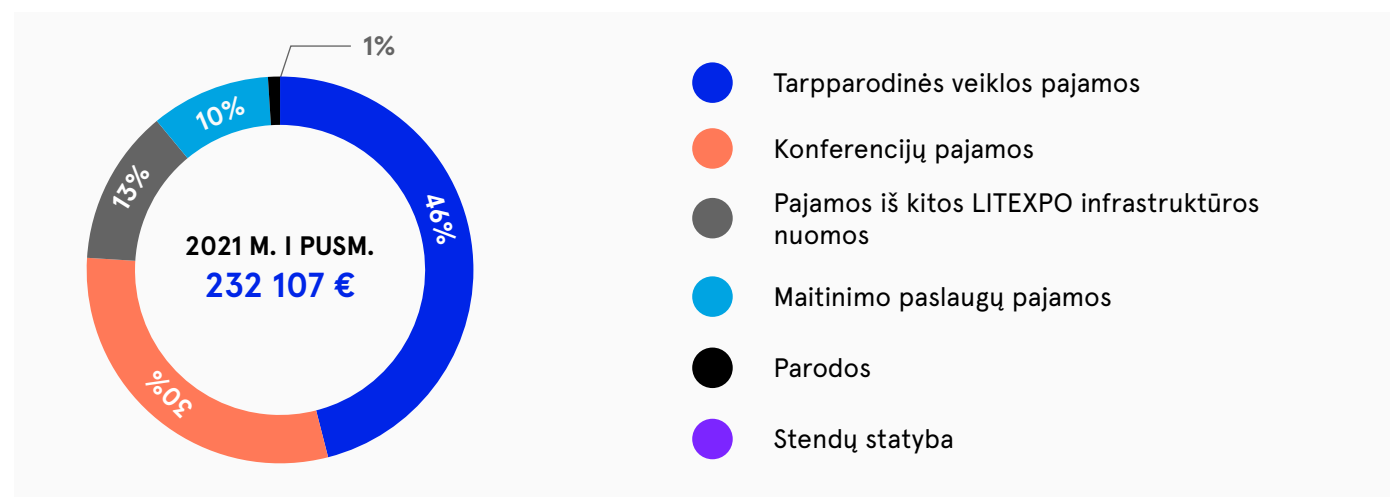 1%
10%
13%
46%
30%
2021 M. I PUSM.
232 107 €
Tarpparodinės veiklos pajamos
Konferencijų pajamos
Pajamos iš kitos LITEXPO infrastruktūros
nuomos
Maitinimo paslaugų pajamos
Parodos
Stendų statyba